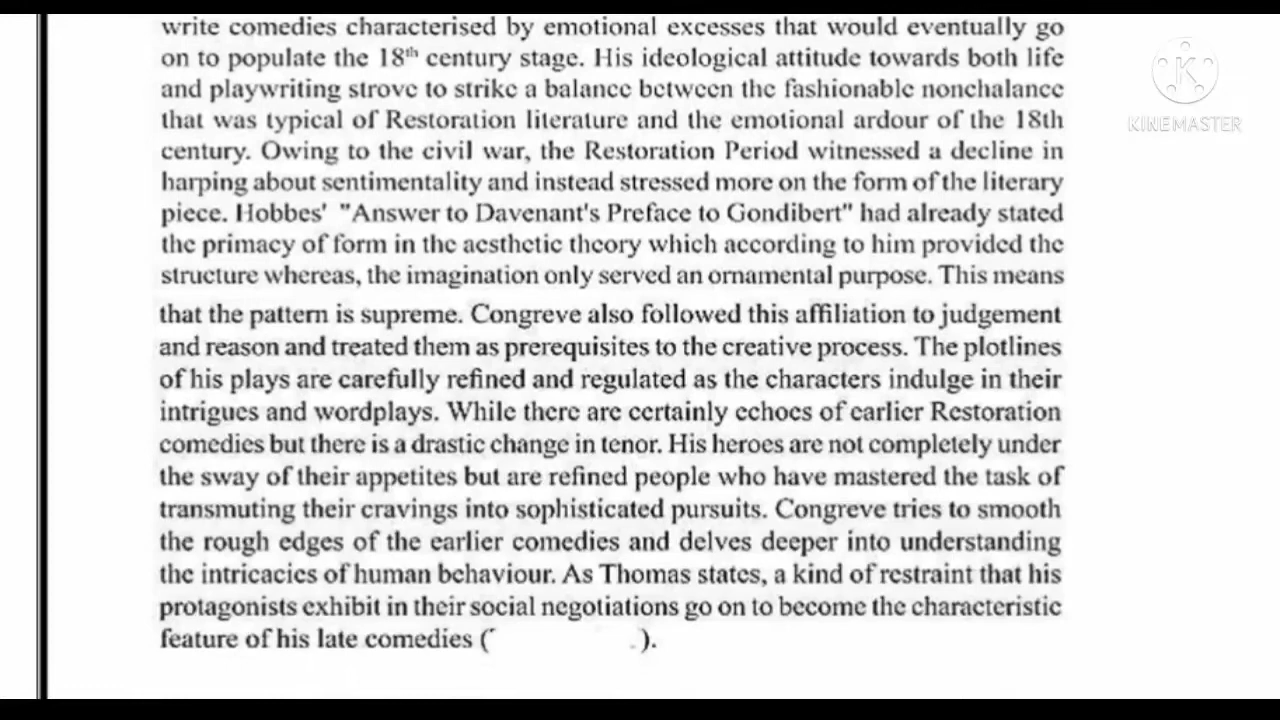 write comedies characterised by emotional excesses that would eventually go
on to populate the 18th century stage. His ideological attitude towards both life
and playwriting strove to strike a balance between the fashionable nonchalance
that was typical of Restoration literature and the emotional ardour of the 18th
century. Owing to the civil war, the Restoration Period witnessed a decline in
harping about sentimentality and instead stressed more on the form of the literary
piece. Hobbes' "Answer to Davenant's Preface to Gondibert" had already stated
the primacy of form in the aesthetic theory which according to him provided the
structure whereas, the imagination only served an ornamental purpose. This means
that the pattern is supreme. Congreve also followed this affiliation to judgement
and reason and treated them as prerequisites to the creative process. The plotlines
of his plays are carefully refined and regulated as the characters indulge in their
intrigues and wordplays. While there are certainly echoes of earlier Restoration
comedies but there is a drastic change in tenor. His heroes are not completely under
the sway of their appetites but are refined people who have mastered the task of
transmuting their cravings into sophisticated pursuits. Congreve tries to smooth
the rough edges of the earlier comedies and delves deeper into understanding
the intricacies of human behaviour. As Thomas states, a kind of restraint that his
protagonists exhibit in their social negotiations go on to become the characteristic
feature of his late comedies ( ).
K
KINEMASTER